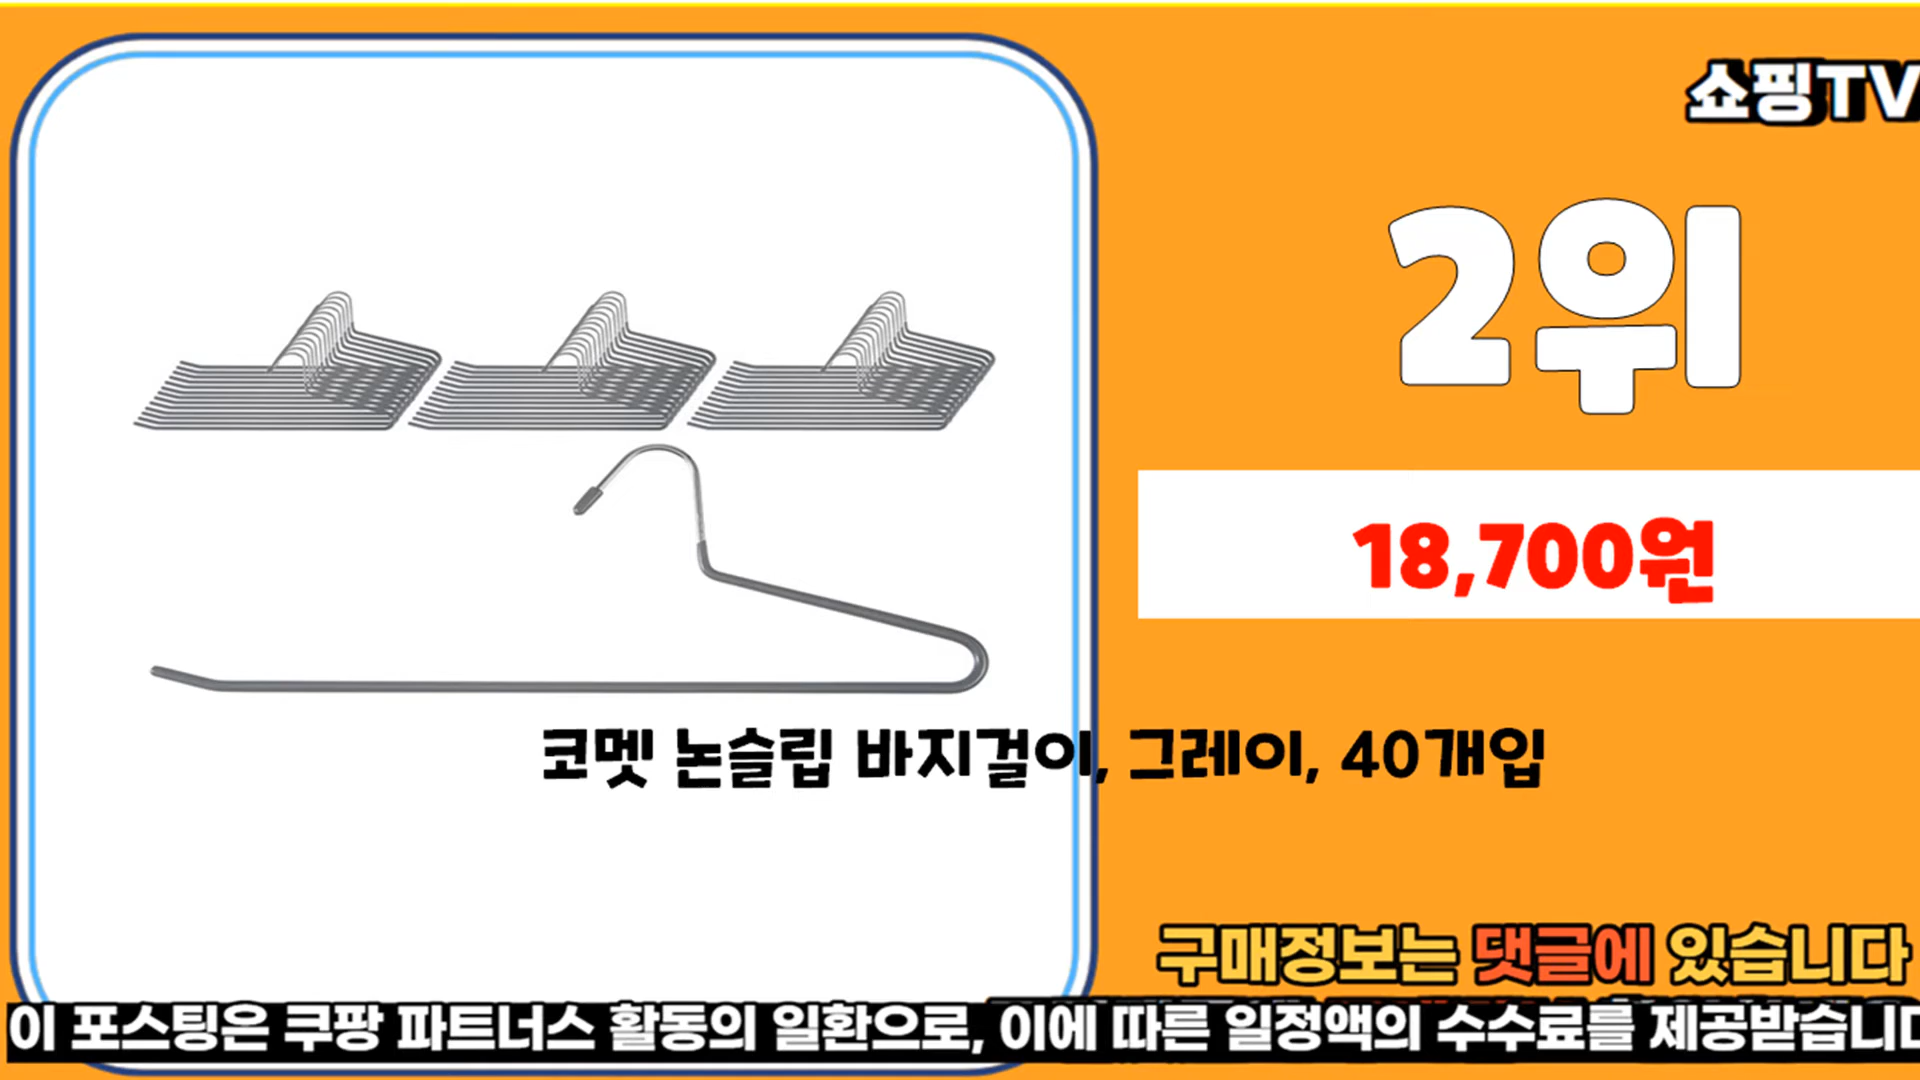 쇼핑TV
2위
18,700원
코멧 논슬립 바지걸이, 그레이, 40개입
구매정보는 댓글에 있습니다
이 포스팅은 쿠팡 파트너스 활동의 일환으로, 이에 따른 일정액의 수수료를 제공받습니다